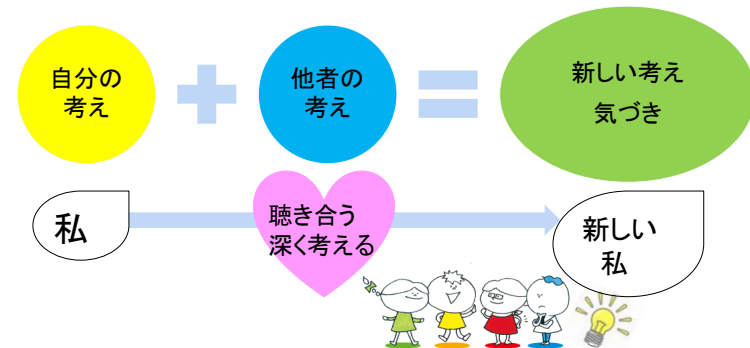 自分の
考え
他者の
考え
新しい考え
気づき
私
聴き合う
深く考える
新しい
私